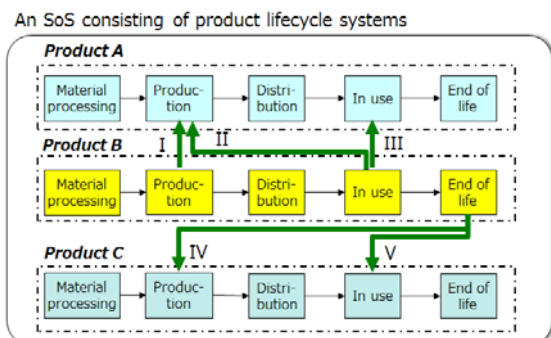 An SoS consisting of product lifecycle systems
Product A
Material
processing
Produc-
tion
Distri-
bution
In use
End of
life
I
II
III
Product B
Material
processing
Produc-
tion
Distri-
bution
In use
End of
life
Product C
IV
V
Material
processing
Produc-
tion
Distri-
bution
In use
End of
life